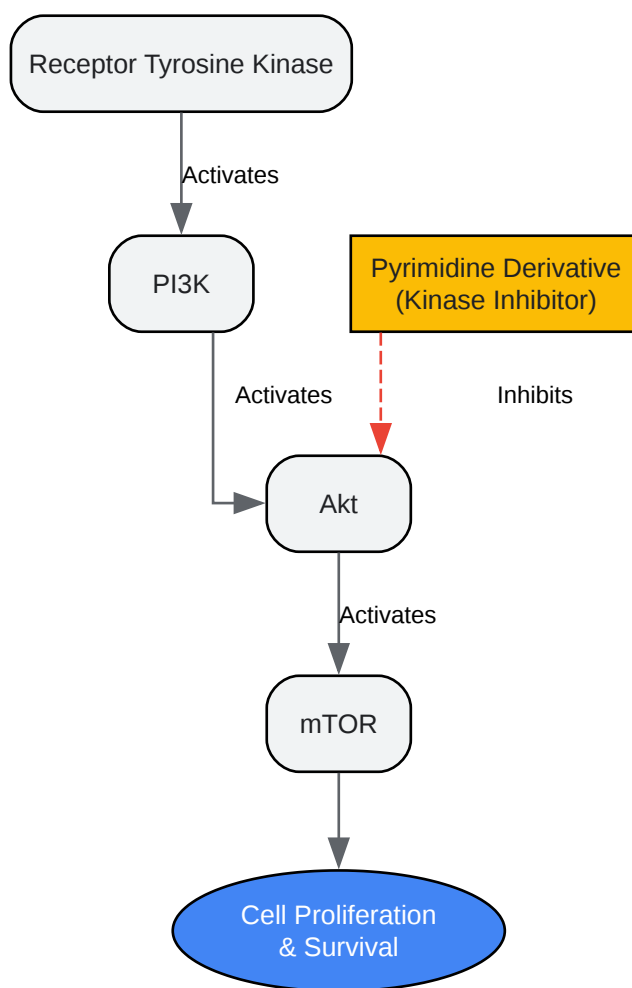 Receptor Tyrosine Kinase
Activates
PI3K
Pyrimidine Derivative
(Kinase Inhibitor)
Activates
Inhibits
Akt
Activates
mTOR
Cell Proliferation
& Survival